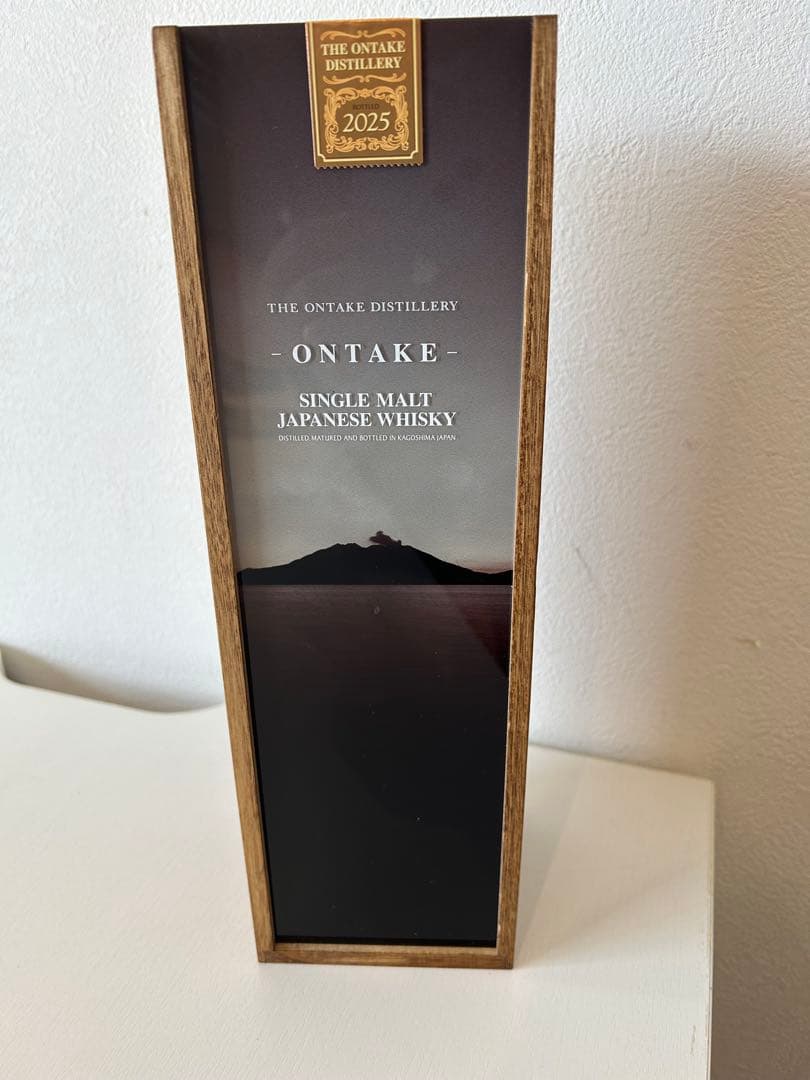 THE ONTAKE
DISTILLERY
BOTTLED
2025
THE ONTAKE DISTILLERY
- ONTAKE -
SINGLE MALT
JAPANESE WHISKY
DISTILLED, MATURED AND BOTTLED IN KAGOSHIMA JAPAN